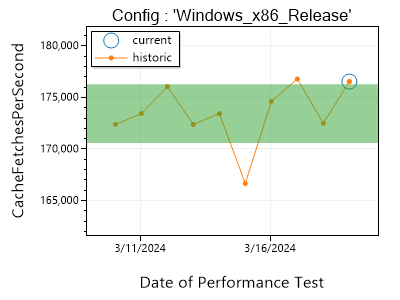 Config : 'Windows_x86_Release'
current
historic
180,000
175,000
170,000
165,000
CacheFetchesPerSecond
3/11/2024
3/16/2024
Date of Performance Test